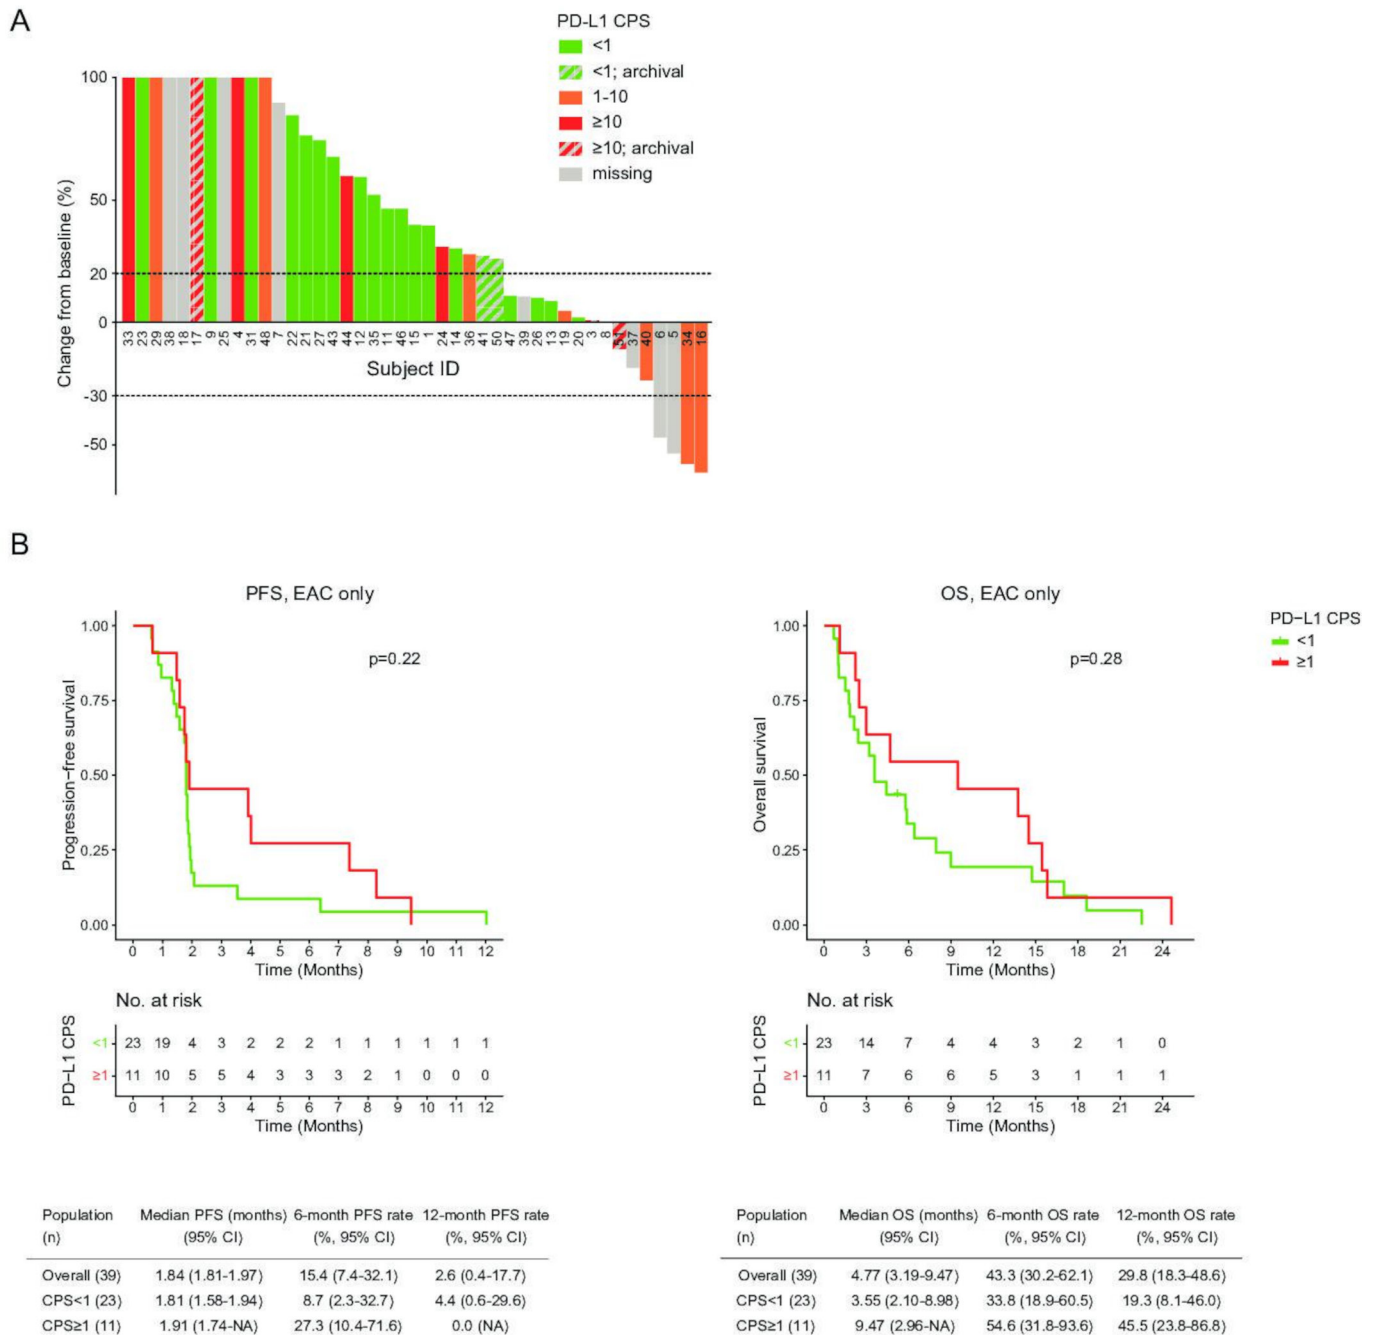 A
PD-L1 CPS
<1
<1; archival
1-10
≥10
≥10; archival
missing
Change from baseline (%)
100
50
20
0
-30
-50
33 23 29 38 18 17 9 25 4 31 48 7 22 21 27 43 44 12 35 11 46 15 1 24 14 36 41 50 47 39 26 13 19 20 3 8 51 37 40 6 5 34 16
Subject ID
B
PFS, EAC only
p=0.22
Progression−free survival
1.00
0.75
0.50
0.25
0.00
0 1 2 3 4 5 6 7 8 9 10 11 12
Time (Months)
No. at risk
PD−L1 CPS
<1 23 19 4 3 2 2 2 1 1 1 1 1 1
≥1 11 10 5 5 4 3 3 3 2 1 0 0 0
0 1 2 3 4 5 6 7 8 9 10 11 12
Time (Months)
OS, EAC only
p=0.28
PD−L1 CPS
<1
≥1
Overall survival
1.00
0.75
0.50
0.25
0.00
0 3 6 9 12 15 18 21 24
Time (Months)
No. at risk
PD−L1 CPS
<1 23 14 7 4 4 3 2 1 0
≥1 11 7 6 6 5 3 1 1 1
0 3 6 9 12 15 18 21 24
Time (Months)
Population Median PFS (months) 6-month PFS rate 12-month PFS rate
(n) (95% CI) (%, 95% CI) (%, 95% CI)
Overall (39) 1.84 (1.81-1.97) 15.4 (7.4-32.1) 2.6 (0.4-17.7)
CPS<1 (23) 1.81 (1.58-1.94) 8.7 (2.3-32.7) 4.4 (0.6-29.6)
CPS≥1 (11) 1.91 (1.74-NA) 27.3 (10.4-71.6) 0.0 (NA)
Population Median OS (months) 6-month OS rate 12-month OS rate
(n) (95% CI) (%, 95% CI) (%, 95% CI)
Overall (39) 4.77 (3.19-9.47) 43.3 (30.2-62.1) 29.8 (18.3-48.6)
CPS<1 (23) 3.55 (2.10-8.98) 33.8 (18.9-60.5) 19.3 (8.1-46.0)
CPS≥1 (11) 9.47 (2.96-NA) 54.6 (31.8-93.6) 45.5 (23.8-86.8)